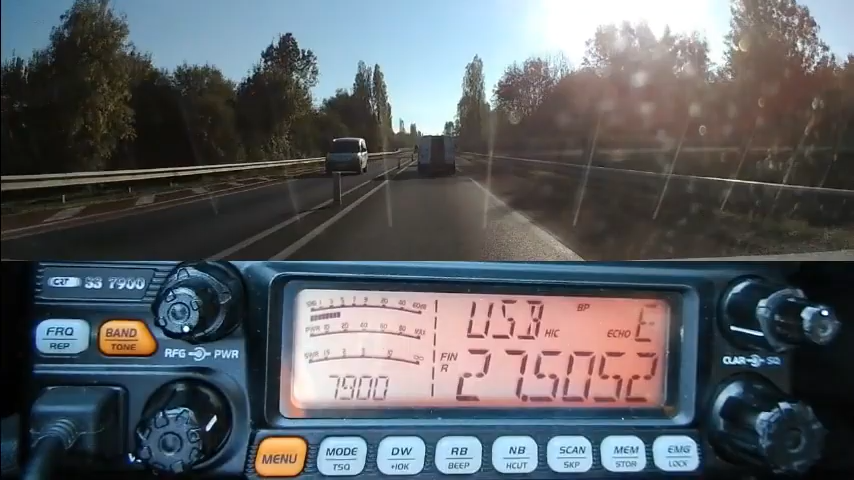 CRT SS 7900
FRQ
REP
BAND
TONE
RFG PWR
USB HIC BP ECHO E
FIN
R
27.5052
7900
CLAR SQ
MENU
MODE
TSQ
DW
+10K
RB
BEEP
NB
HCUT
SCAN
SKP
MEM
STOR
EMG
LOCK